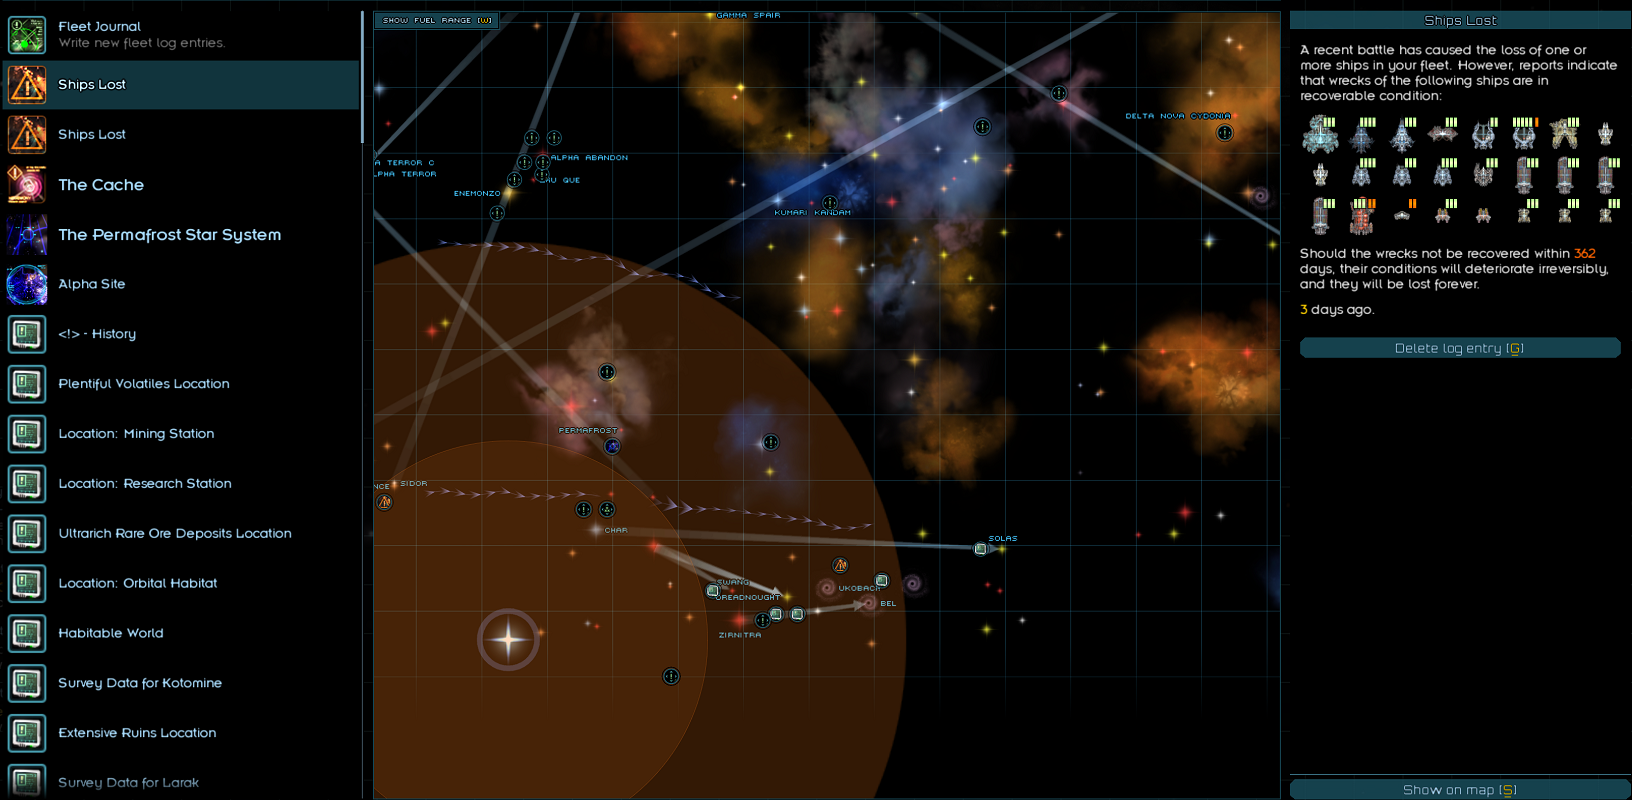 Fleet Journal
Write new fleet log entries.
Ships Lost
Ships Lost
The Cache
The Permafrost Star System
Alpha Site
<!> - History
Plentiful Volatiles Location
Location: Mining Station
Location: Research Station
Ultrarich Rare Ore Deposits Location
Location: Orbital Habitat
Habitable World
Survey Data for Kotomine
Extensive Ruins Location
Survey Data for Larak
SHOW FUEL RANGE [W]
GAMMA SPAIR
DELTA NOVA CYDONIA
A TERROR C
LPHA TERROR
ALPHA ABANDON
ENEMONZO
KUMARI KANDAM
PERMAFROST
NCE
SIDOR
CHAR
SOLAS
SWANG
DREADNOUGHT
UKOBACH
BEL
ZIRNITRA
Ships Lost
A recent battle has caused the loss of one or
more ships in your fleet. However, reports indicate
that wrecks of the following ships are in
recoverable condition:
Should the wrecks not be recovered within 362
days, their conditions will deteriorate irreversibly,
and they will be lost forever.
3 days ago.
Delete log entry [G]
Show on map [S]